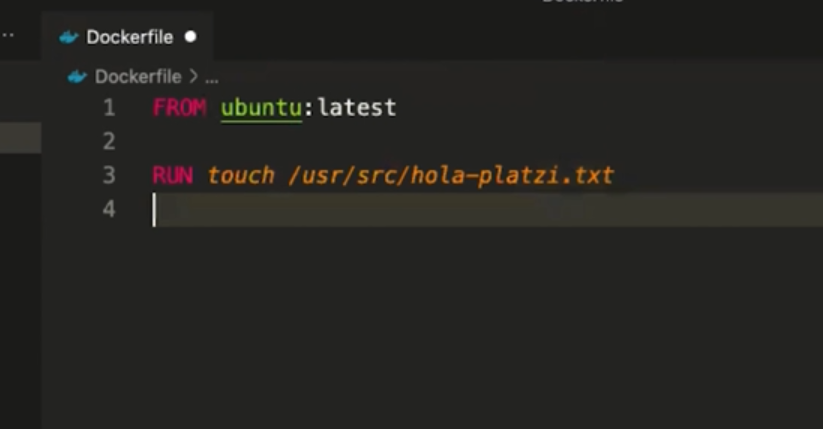 Dockerfile
Dockerfile > ...
1 FROM ubuntu:latest
2
3 RUN touch /usr/src/hola-platzi.txt
4